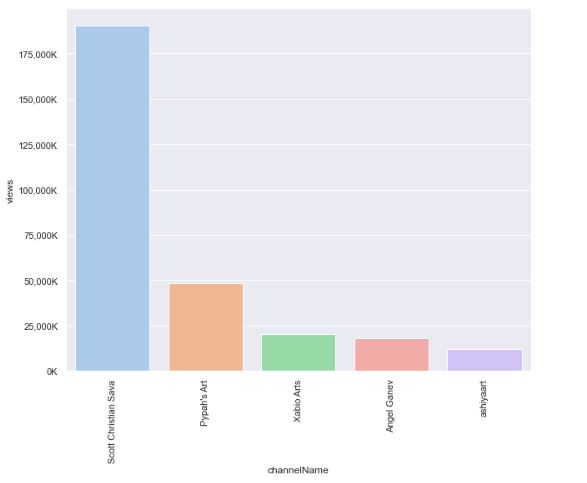 175,000K
150,000K
125,000K
100,000K
75,000K
50,000K
25,000K
0K
views
Scott Christian Sava
Pypah's Art
Xabio Arts
Angel Ganev
ashiyaart
channelName